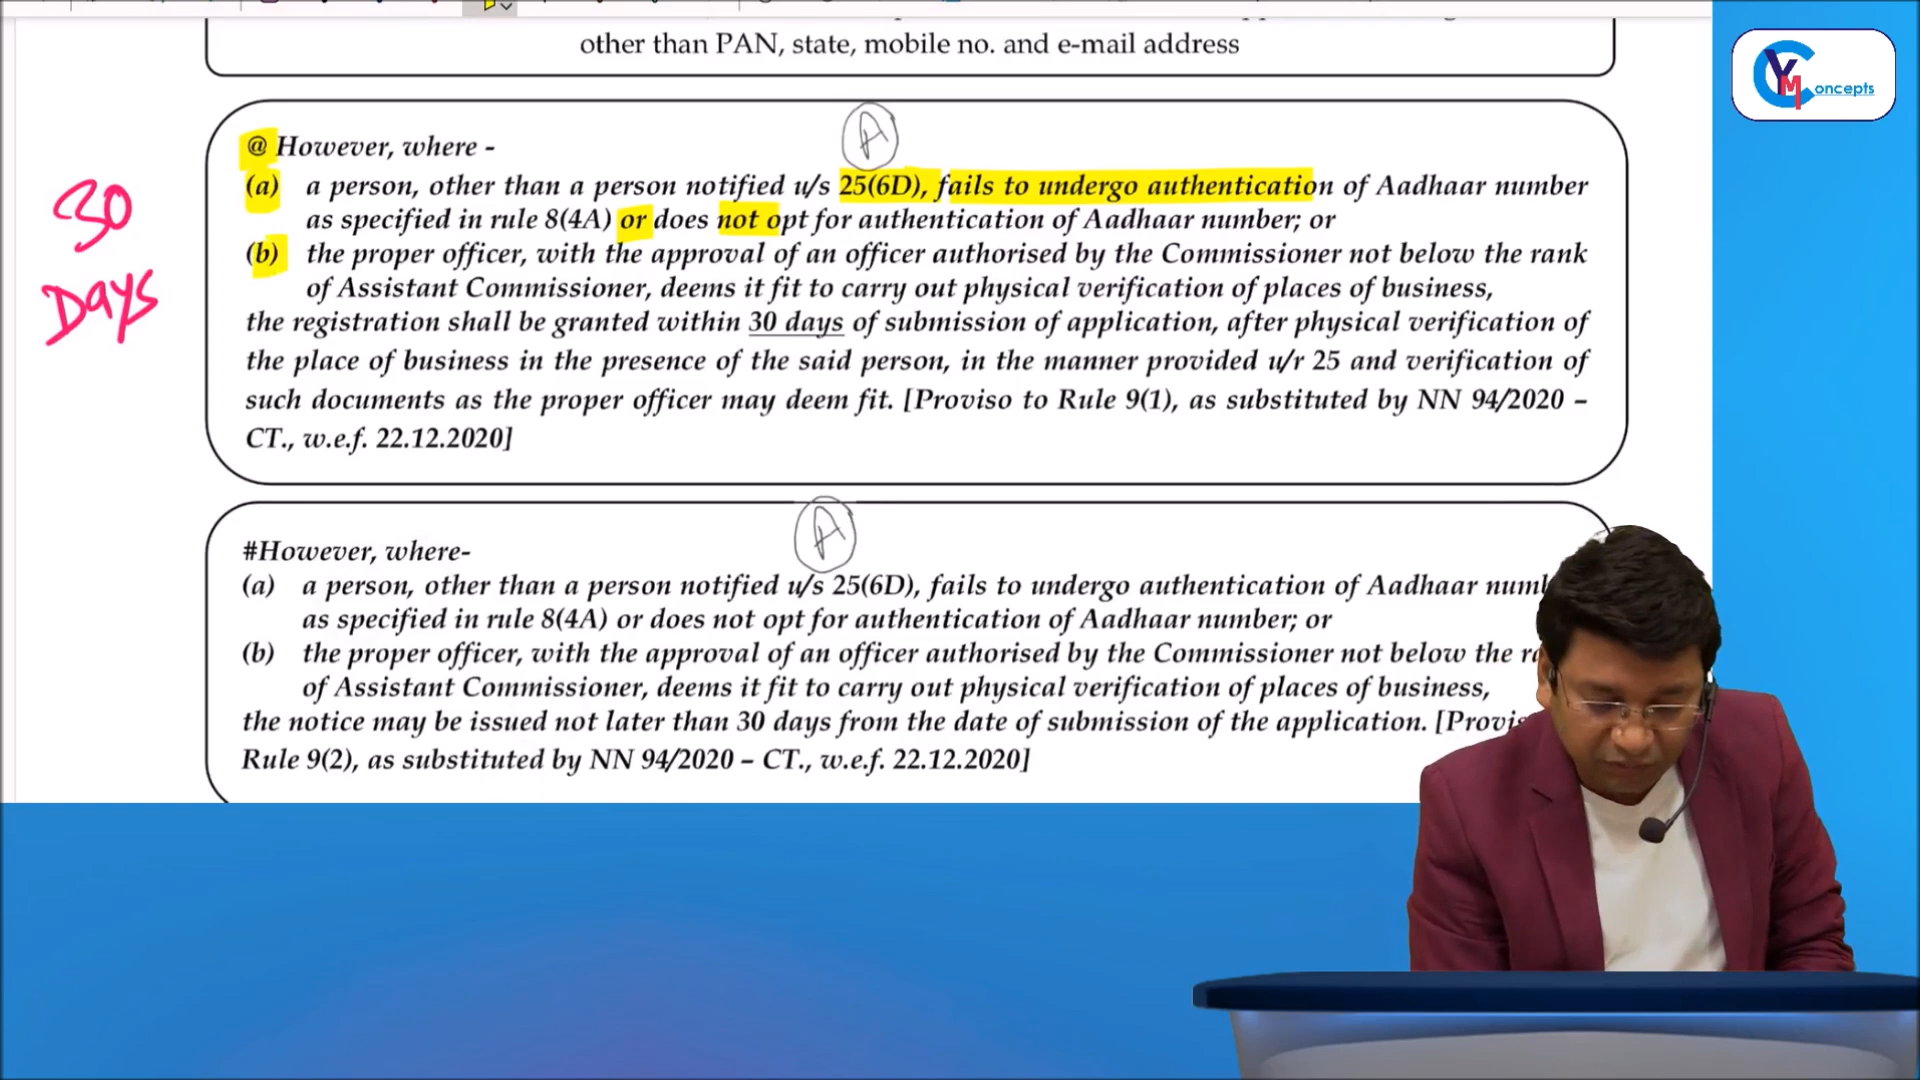 other than PAN, state, mobile no. and e-mail address
YM Concepts
A
@ However, where -
(a) a person, other than a person notified u/s 25(6D), fails to undergo authentication of Aadhaar number
as specified in rule 8(4A) or does not opt for authentication of Aadhaar number; or
(b) the proper officer, with the approval of an officer authorised by the Commissioner not below the rank
of Assistant Commissioner, deems it fit to carry out physical verification of places of business,
the registration shall be granted within 30 days of submission of application, after physical verification of
the place of business in the presence of the said person, in the manner provided u/r 25 and verification of
such documents as the proper officer may deem fit. [Proviso to Rule 9(1), as substituted by NN 94/2020 –
CT., w.e.f. 22.12.2020]
30
Days
A
#However, where-
(a) a person, other than a person notified u/s 25(6D), fails to undergo authentication of Aadhaar
as specified in rule 8(4A) or does not opt for authentication of Aadhaar number; or
(b) the proper officer, with the approval of an officer authorised by the Commissioner not below the
of Assistant Commissioner, deems it fit to carry out physical verification of places of business,
the notice may be issued not later than 30 days from the date of submission of the application.
Rule 9(2), as substituted by NN 94/2020 – CT., w.e.f. 22.12.2020]